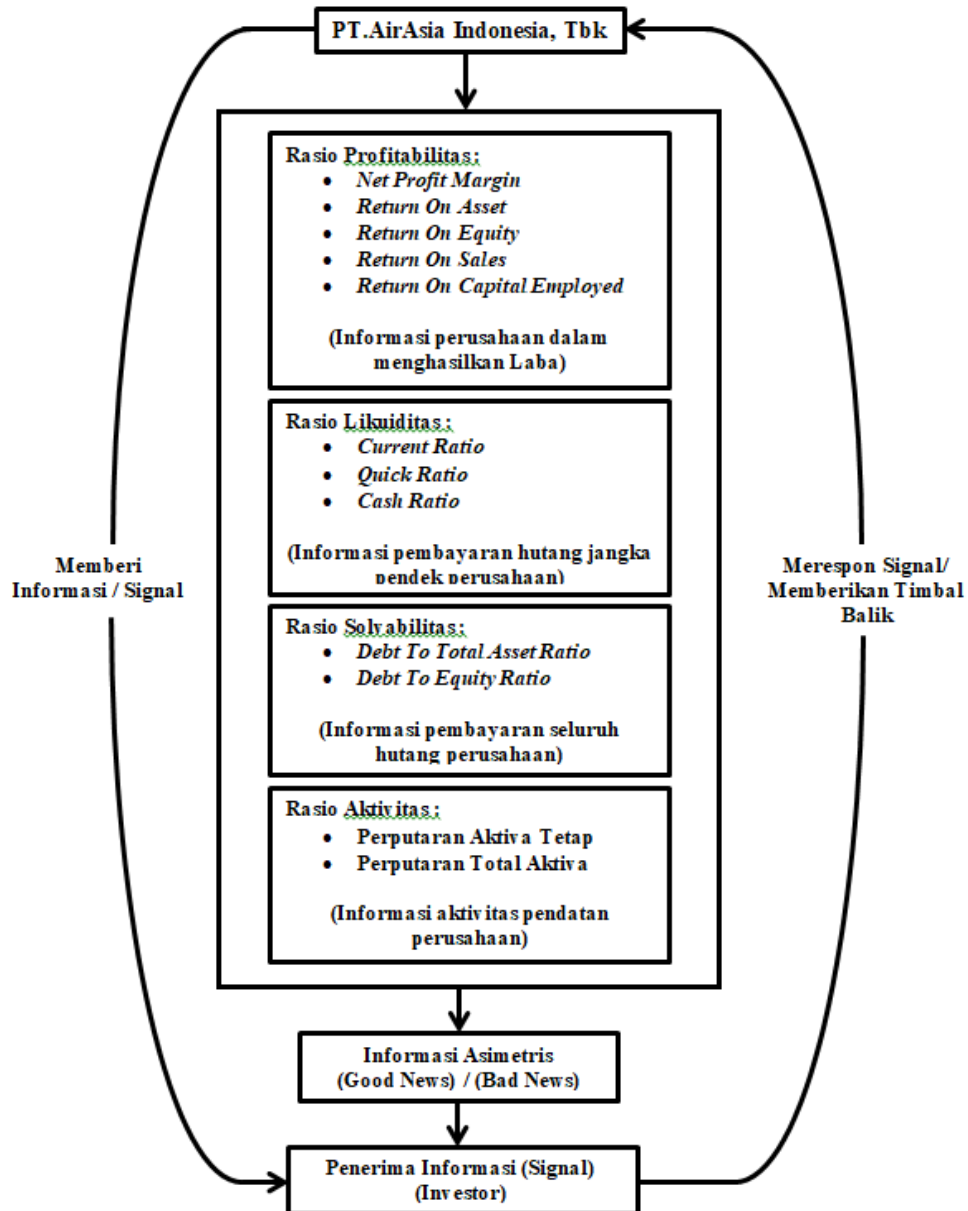 PT.AirAsia Indonesia, Tbk
Rasio Profitabilitas:
• Net Profit Margin
• Return On Asset
• Return On Equity
• Return On Sales
• Return On Capital Employed
(Informasi perusahaan dalam
menghasilkan Laba)
Rasio Likuiditas:
• Current Ratio
• Quick Ratio
• Cash Ratio
(Informasi pembayaran hutang jangka
pendek perusahaan)
Memberi
Informasi / Signal
Merespon Signal/
Memberikan Timbal
Balik
Rasio Solvabilitas:
• Debt To Total Asset Ratio
• Debt To Equity Ratio
(Informasi pembayaran seluruh
hutang perusahaan)
Rasio Aktivitas:
• Perputaran Aktiva Tetap
• Perputaran Total Aktiva
(Informasi aktivitas pendatan
perusahaan)
Informasi Asimetris
(Good News) / (Bad News)
Penerima Informasi (Signal)
(Investor)